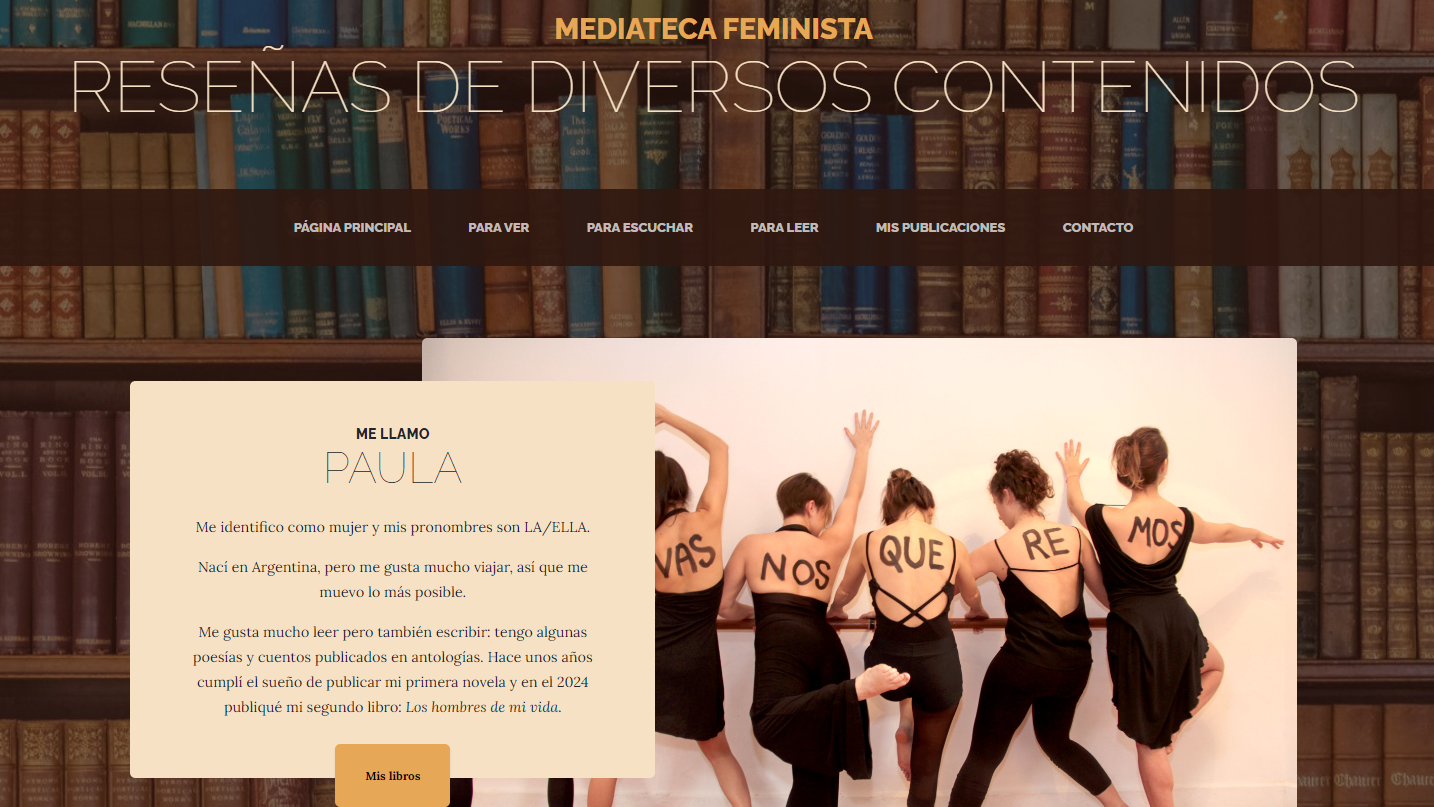 MEDIATECA FEMINISTA
RESEÑAS DE DIVERSOS CONTENIDOS
PÁGINA PRINCIPAL
PARA VER
PARA ESCUCHAR
PARA LEER
MIS PUBLICACIONES
CONTACTO
ME LLAMO
PAULA
Me identifico como mujer y mis pronombres son LA/ELLA.
Nací en Argentina, pero me gusta mucho viajar, así que me
muevo lo más posible.
Me gusta mucho leer pero también escribir: tengo algunas
poesías y cuentos publicados en antologías. Hace unos años
cumplí el sueño de publicar mi primera novela y en el 2024
publiqué mi segundo libro: Los hombres de mi vida.
Mis libros
VAS
NOS
QUE
RE
MOS
POETICAL
WORKS
Chaucer